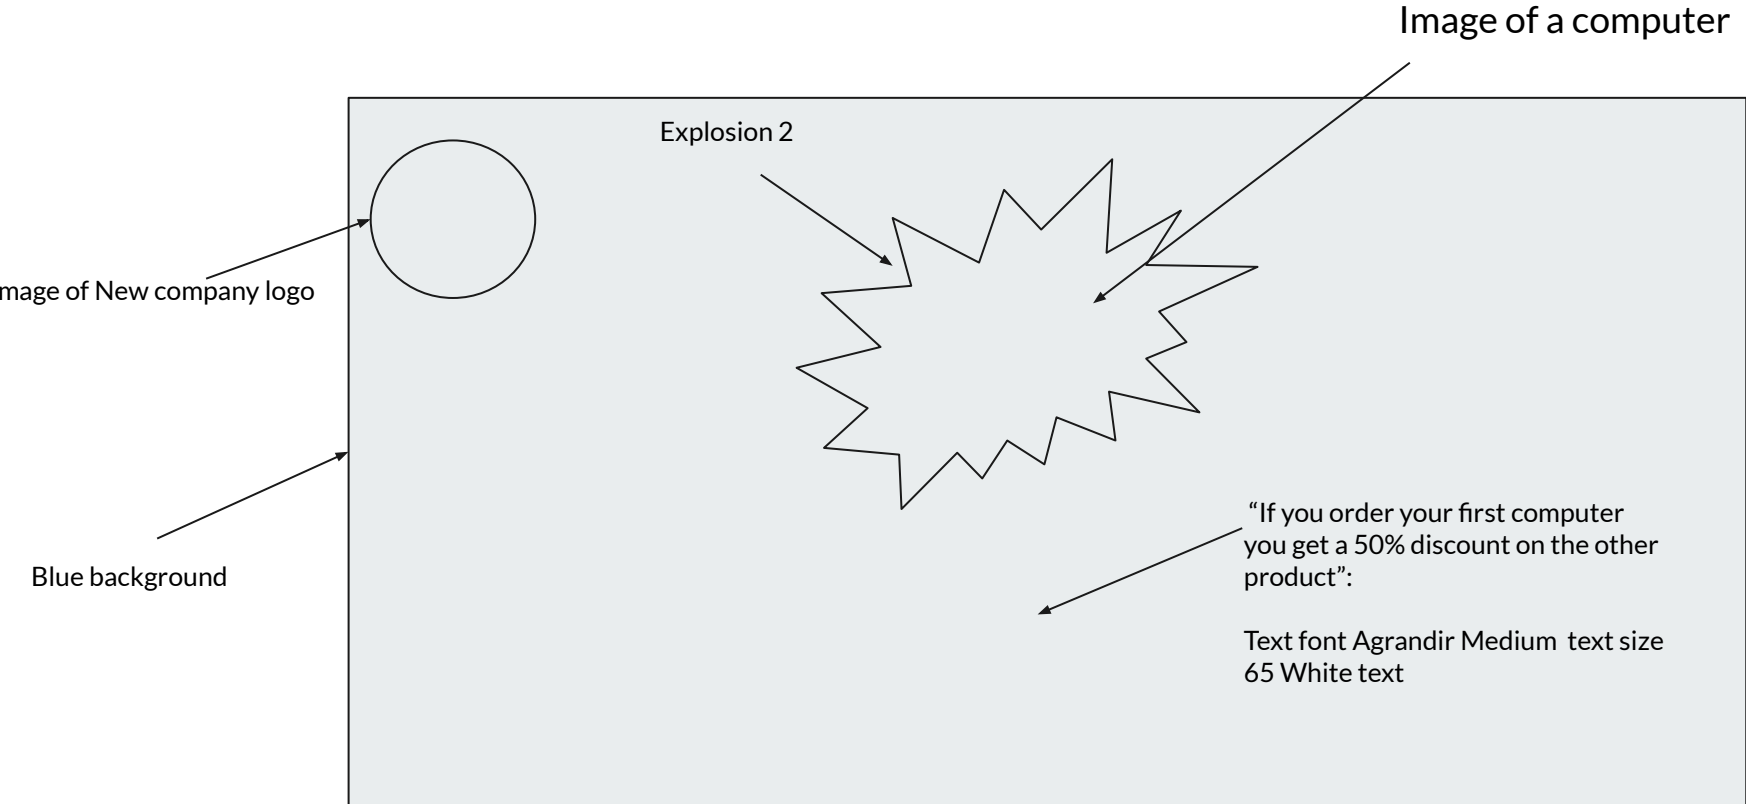 Image of a computer
Explosion 2
mage of New company logo
Blue background
“If you order your first computer
you get a 50% discount on the other
product”:
Text font Agrandir Medium  text size
65 White text